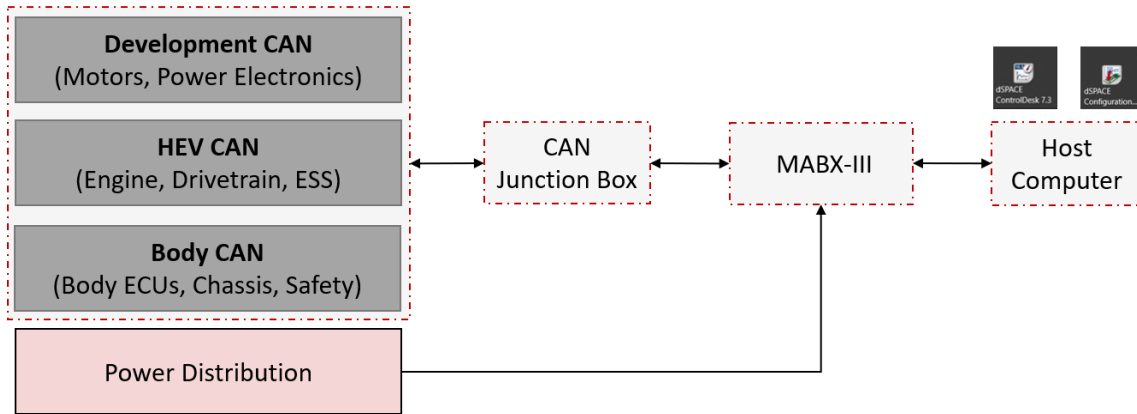 Development CAN
(Motors, Power Electronics)
HEV CAN
(Engine, Drivetrain, ESS)
Body CAN
(Body ECUs, Chassis, Safety)
Power Distribution
CAN
Junction Box
MABX-III
dSPACE
ControlDesk 7.3
dSPACE
Configuration...
Host
Computer